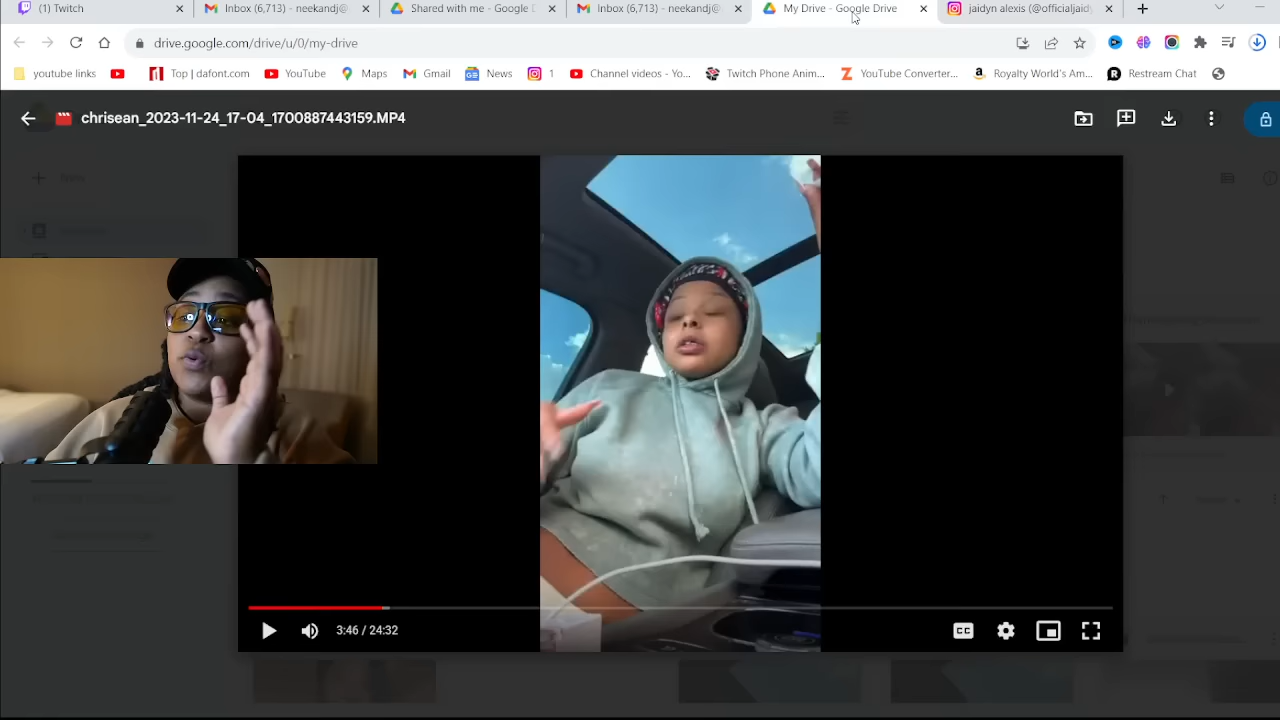 (1) Twitch
Inbox (6,713) - neekandj@
Shared with me - Google D
Inbox (6,713) - neekandj@
My Drive - Google Drive
jaidyn alexis (@officialjaidy
drive.google.com/drive/u/0/my-drive
youtube links
Top | dafont.com
YouTube
Maps
Gmail
News
1
Channel videos - Yo...
Twitch Phone Anim...
YouTube Converter...
Royalty World's Am...
Restream Chat
chrisean_2023-11-24_17-04_1700887443159.MP4
New
3:46 / 24:32
CC